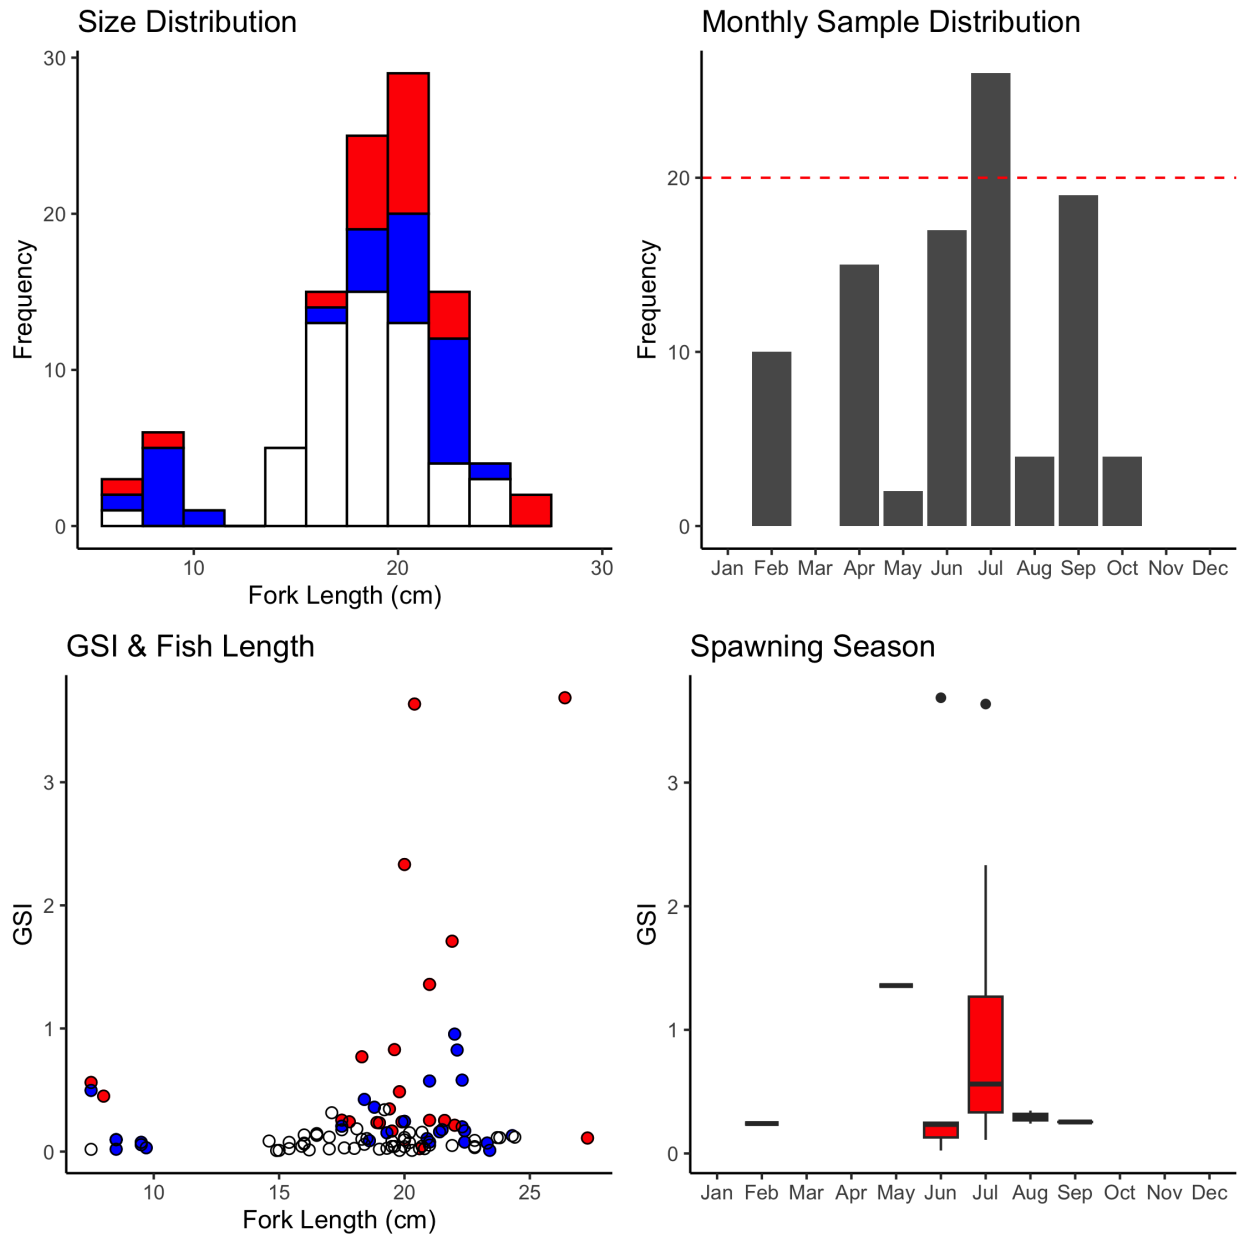 Size Distribution
30
20
10
0
Frequency
10 20 30
Fork Length (cm)
Monthly Sample Distribution
20
10
0
Frequency
Jan Feb Mar Apr May Jun Jul Aug Sep Oct Nov Dec
GSI & Fish Length
3
2
1
0
GSI
10 15 20 25
Fork Length (cm)
Spawning Season
3
2
1
0
GSI
Jan Feb Mar Apr May Jun Jul Aug Sep Oct Nov Dec